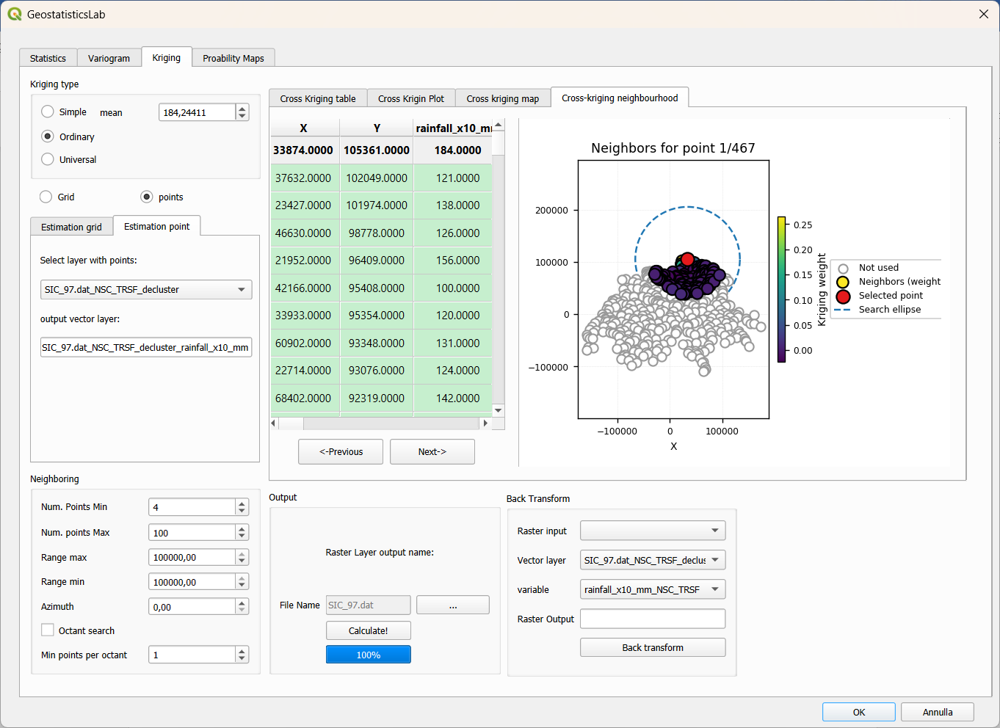 GeostatisticsLab
Statistics Variogram Kriging Proability Maps
Kriging type
Simple mean 184,24411
Ordinary
Universal
Grid points
Estimation grid Estimation point
Select layer with points:
SIC_97.dat_NSC_TRSF_decluster
output vector layer:
SIC_97.dat_NSC_TRSF_decluster_rainfall_x10_mm
Neighboring
Num. Points Min 4
Num. points Max 100
Range max 100000,00
Range min 100000,00
Azimuth 0,00
Octant search
Min points per octant 1
Cross Kriging table Cross Krigin Plot Cross kriging map Cross-kriging neighbourhood
X Y rainfall_x10_m
33874.0000 105361.0000 184.0000
37632.0000 102049.0000 121.0000
23427.0000 101974.0000 138.0000
46630.0000 98778.0000 126.0000
21952.0000 96409.0000 156.0000
42166.0000 95408.0000 100.0000
33933.0000 95354.0000 120.0000
60902.0000 93348.0000 131.0000
22714.0000 93076.0000 124.0000
68402.0000 92319.0000 142.0000
<-Previous Next->
Neighbors for point 1/467
200000
100000
0
−100000
−100000 0 100000
X
0.25
0.20
0.15
0.10
0.05
0.00
Kriging weight
Not used
Neighbors (weight
Selected point
Search ellipse
Output
Raster Layer output name:
File Name SIC_97.dat ...
Calculate!
100%
Back Transform
Raster input
Vector layer SIC_97.dat_NSC_TRSF_declus
variable rainfall_x10_mm_NSC_TRSF
Raster Output
Back transform
OK Annulla